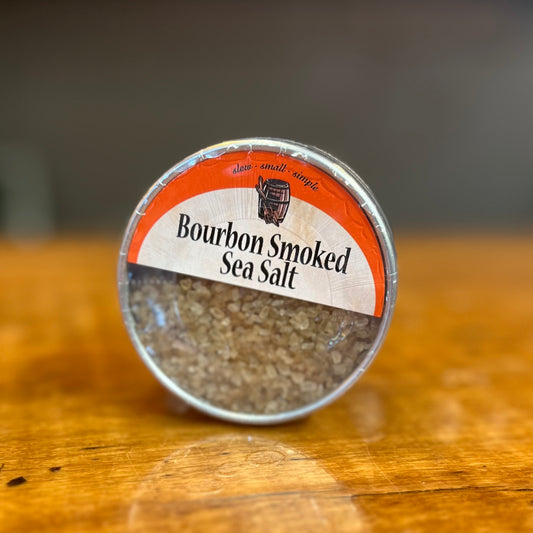 slow · small · simple
Bourbon Smoked
Sea Salt